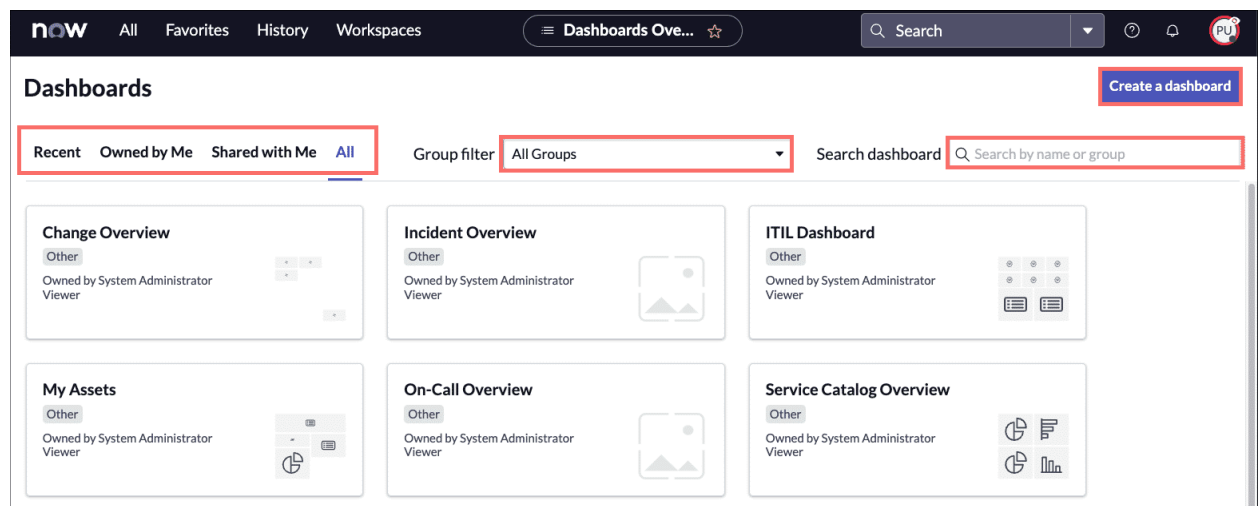 now All Favorites History Workspaces Dashboards Ove... Search PU
Dashboards
Create a dashboard
Recent Owned by Me Shared with Me All Group filter All Groups Search dashboard Search by name or group
Change Overview
Other
Owned by System Administrator
Viewer
Incident Overview
Other
Owned by System Administrator
Viewer
ITIL Dashboard
Other
Owned by System Administrator
Viewer
My Assets
Other
Owned by System Administrator
Viewer
On-Call Overview
Other
Owned by System Administrator
Viewer
Service Catalog Overview
Other
Owned by System Administrator
Viewer